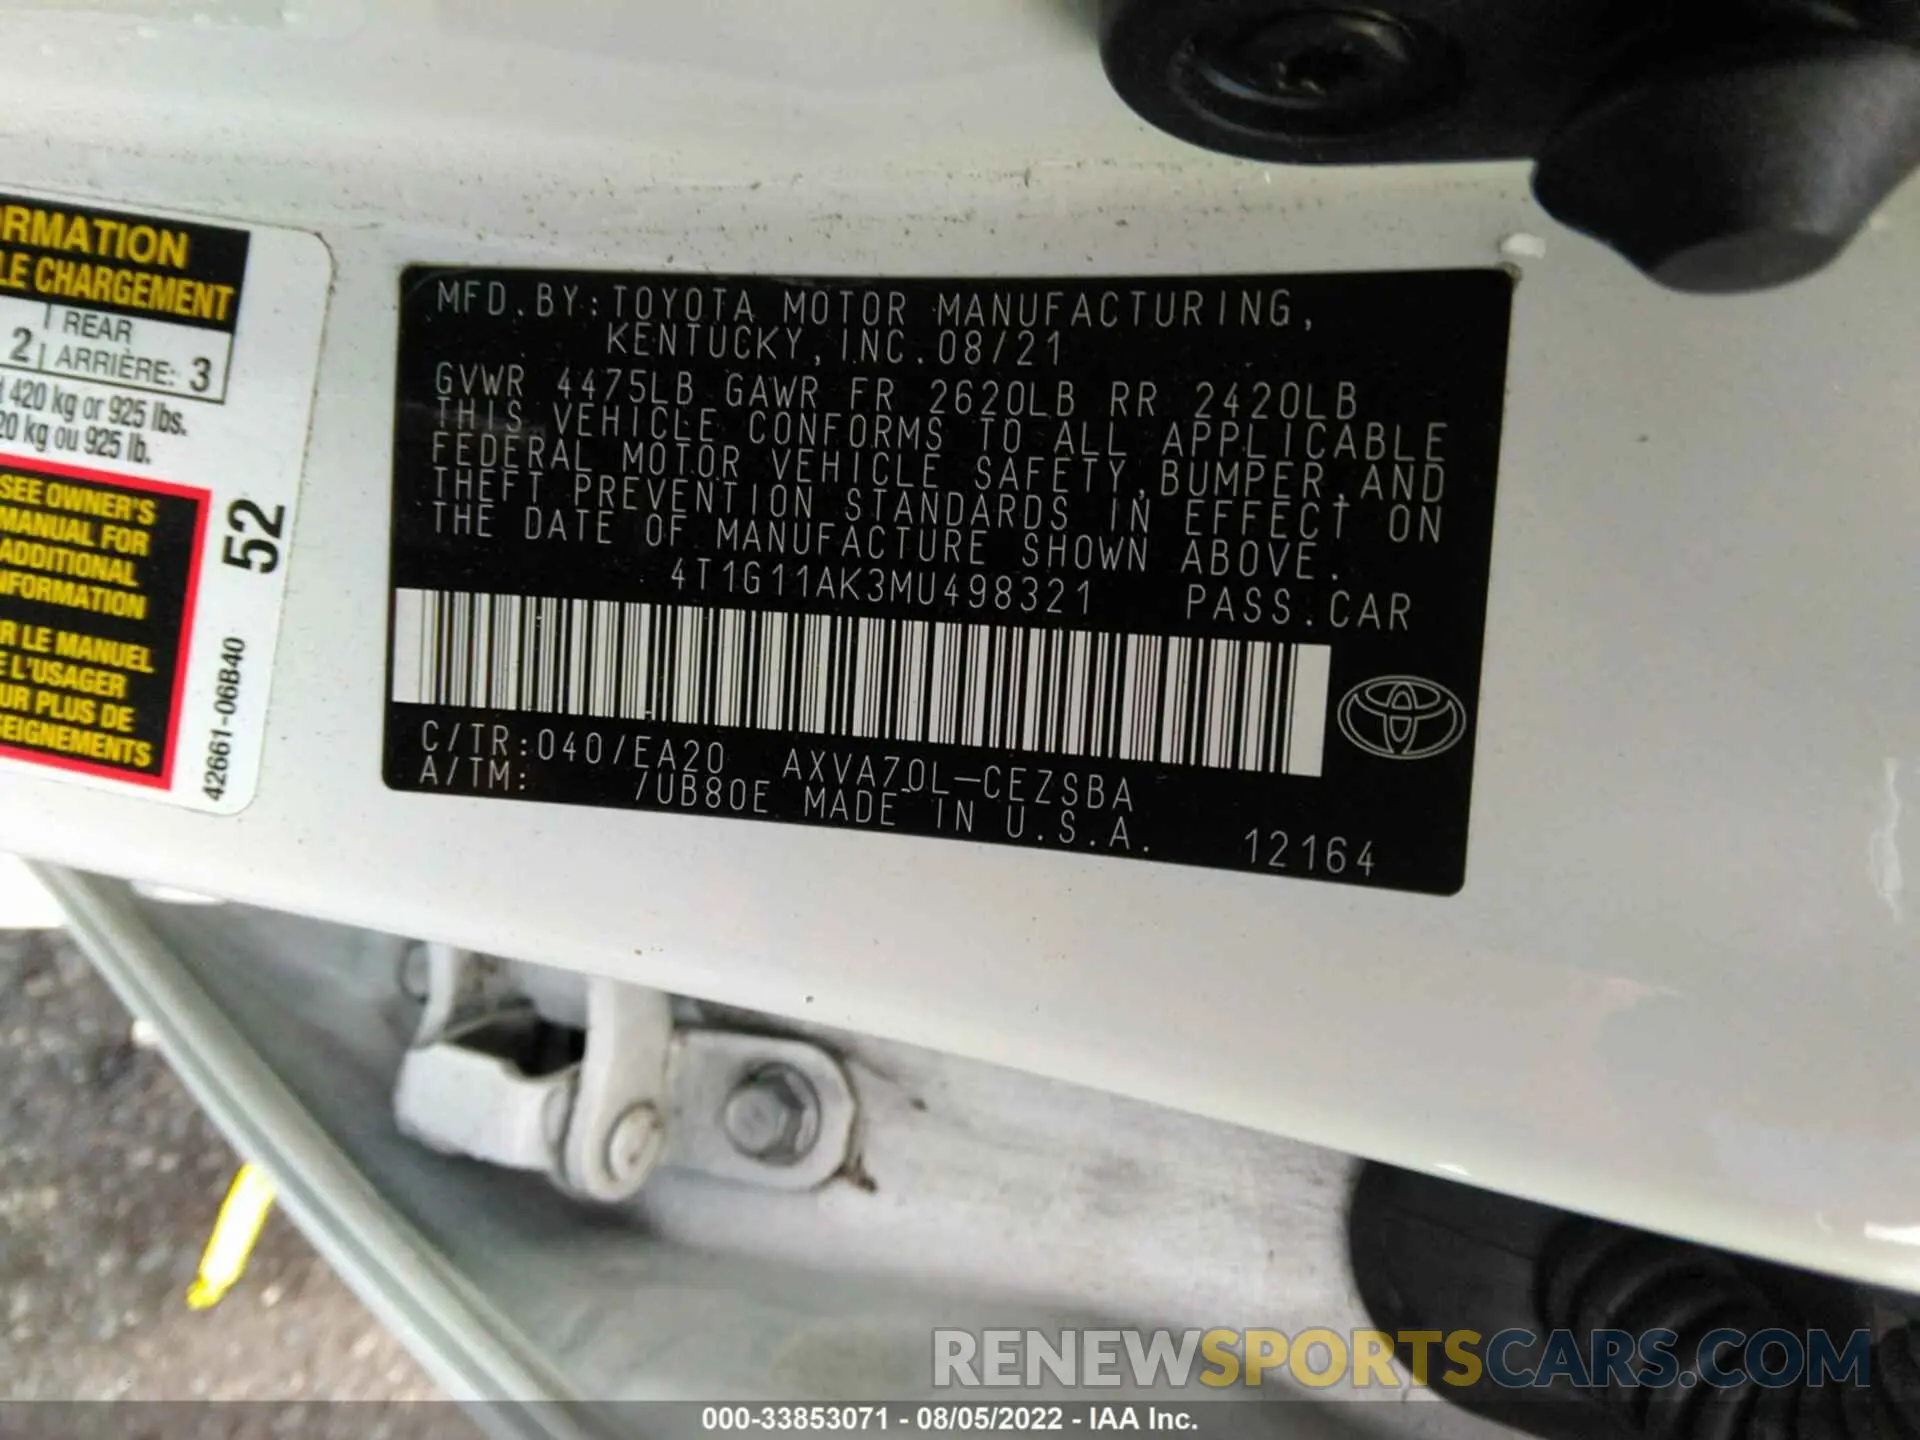 ORMATION
LE CHARGEMENT
REAR
2 ARRIÈRE: 3
420 kg or 925 lbs.
20 kg ou 925 lb.
SEE OWNER'S
MANUAL FOR
ADDITIONAL
NFORMATION
R LE MANUEL
E L'USAGER
UR PLUS DE
SEIGNEMENTS
52
42661-06B40
MFD.BY:TOYOTA MOTOR MANUFACTURING,
KENTUCKY, INC.08/21
GVWR 4475LB GAWR FR 2620LB RR 2420LB
THIS VEHICLE CONFORMS TO ALL APPLICABLE
FEDERAL MOTOR VEHICLE SAFETY,BUMPER,AND
THEFT PREVENTION STANDARDS IN EFFECT ON
THE DATE OF MANUFACTURE SHOWN ABOVE.
4T1G11AK3MU498321 PASS.CAR
C/TR:040/EA20 AXVA70L-CEZSBA
A/TM: /UB80E MADE IN U.S.A.
12164
RENEWSPORTSCARS.COM
000-33853071 - 08/05/2022 - IAA Inc.